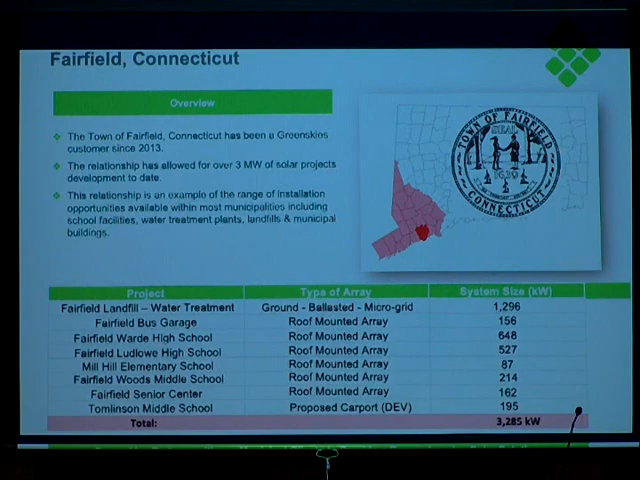 Fairfield, Connecticut
Overview
The Town of Fairfield, Connecticut has been a Greenskies
customer since 2013.
The relationship has allowed for over 3 MW of solar projects
development to date.
This relationship is an example of the range of installation
opportunities available within most municipalities including
school facilities, water treatment plants, landfills & municipal
buildings.
TOWN OF FAIRFIELD
SEAL
1639
CONNECTICUT
Project Type of Array System Size (kW)
Fairfield Landfill – Water Treatment Ground - Ballasted - Micro-grid 1,296
Fairfield Bus Garage Roof Mounted Array 156
Fairfield Warde High School Roof Mounted Array 648
Fairfield Ludlowe High School Roof Mounted Array 527
Mill Hill Elementary School Roof Mounted Array 87
Fairfield Woods Middle School Roof Mounted Array 214
Fairfield Senior Center Roof Mounted Array 162
Tomlinson Middle School Proposed Carport (DEV) 195
Total: 3,285 kW